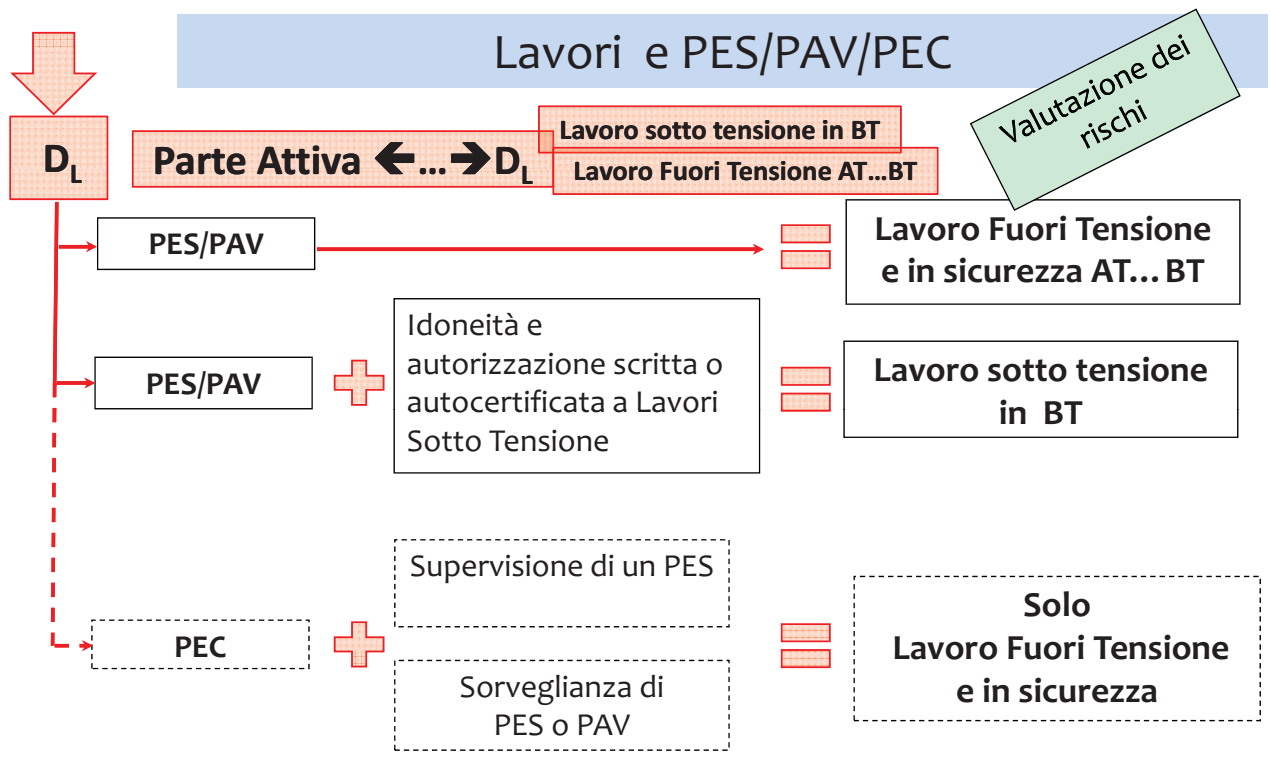 Lavori e PES/PAV/PEC
Valutazione dei
rischi
DL
Parte Attiva 🡸...🡺DL
Lavoro sotto tensione in BT
Lavoro Fuori Tensione AT...BT
PES/PAV
Lavoro Fuori Tensione
e in sicurezza AT...BT
PES/PAV
Idoneità e
autorizzazione scritta o
autocertificata a Lavori
Sotto Tensione
Lavoro sotto tensione
in BT
PEC
Supervisione di un PES
Sorveglianza di
PES o PAV
Solo
Lavoro Fuori Tensione
e in sicurezza